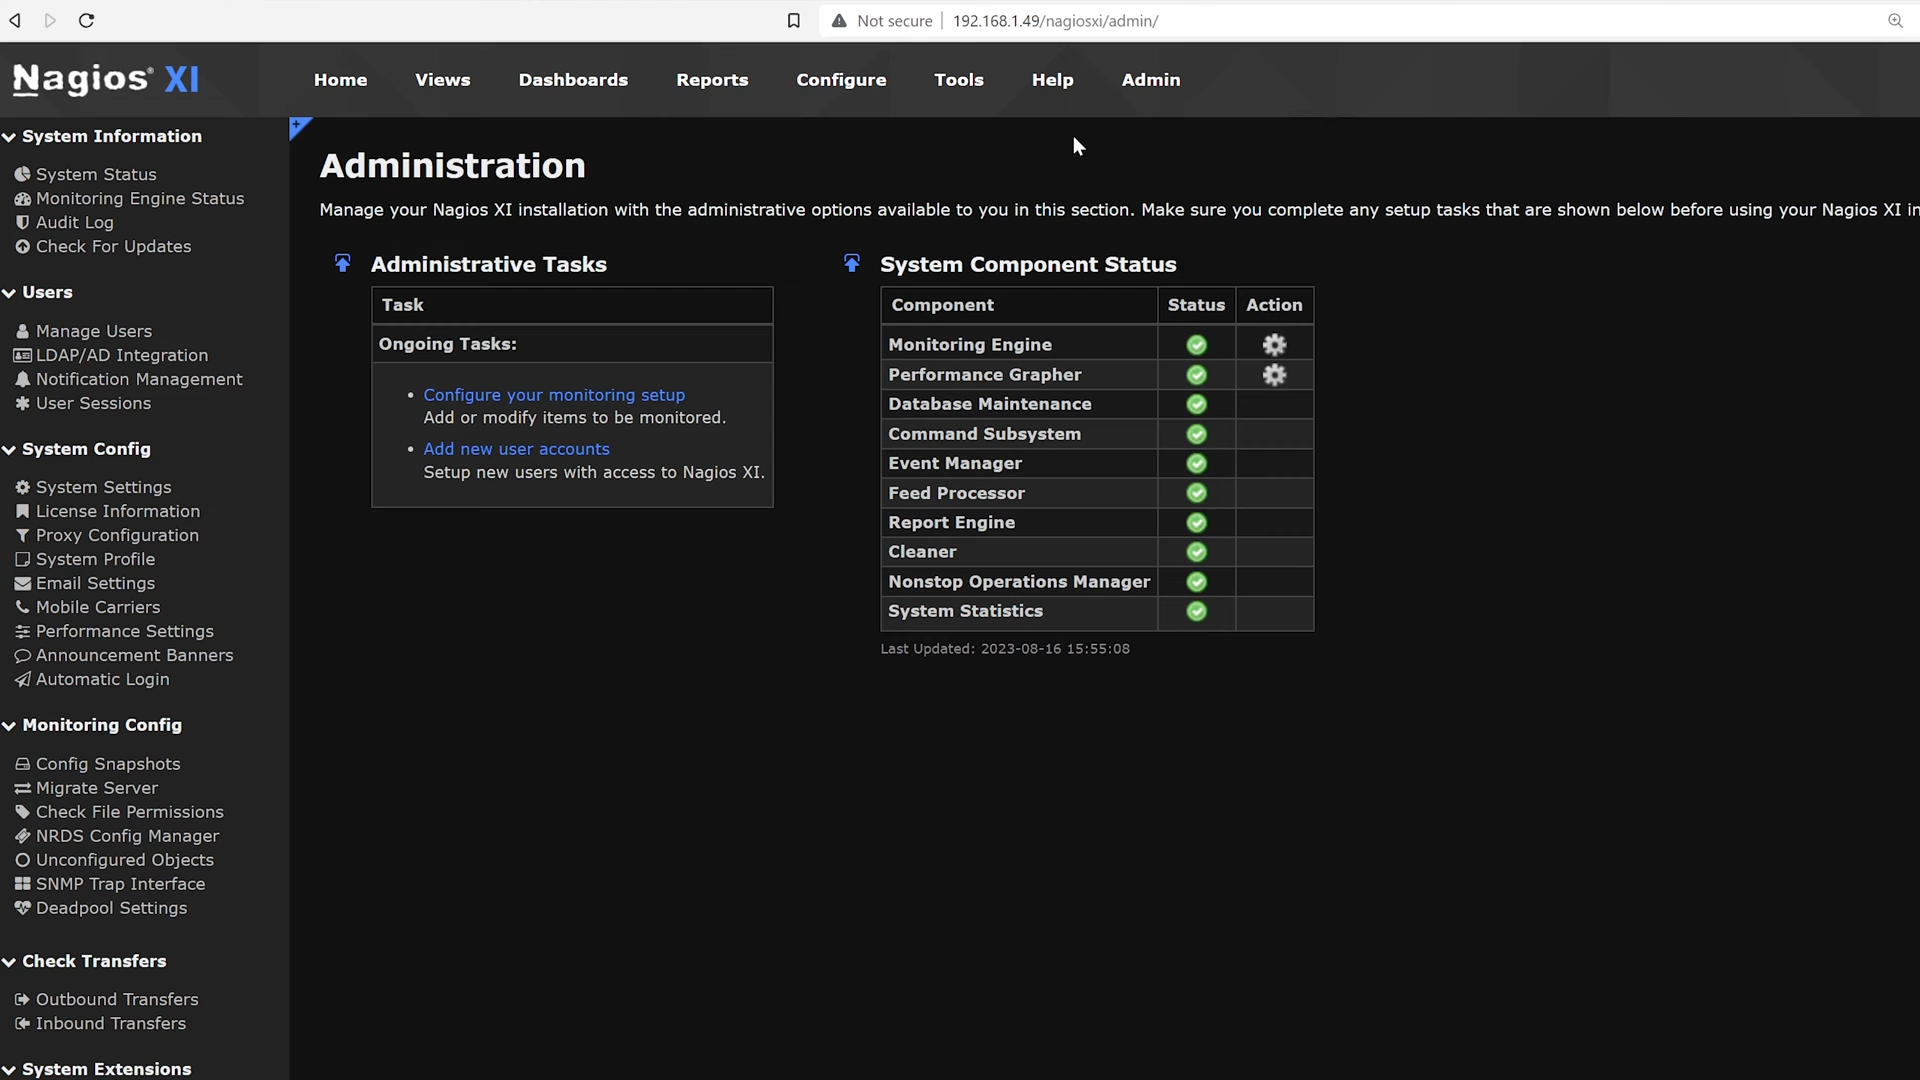 Not secure 192.168.1.49/nagiosxi/admin/
Nagios® XI Home Views Dashboards Reports Configure Tools Help Admin
System Information
System Status
Monitoring Engine Status
Audit Log
Check For Updates
Users
Manage Users
LDAP/AD Integration
Notification Management
User Sessions
System Config
System Settings
License Information
Proxy Configuration
System Profile
Email Settings
Mobile Carriers
Performance Settings
Announcement Banners
Automatic Login
Monitoring Config
Config Snapshots
Migrate Server
Check File Permissions
NRDS Config Manager
Unconfigured Objects
SNMP Trap Interface
Deadpool Settings
Check Transfers
Outbound Transfers
Inbound Transfers
System Extensions
Administration
Manage your Nagios XI installation with the administrative options available to you in this section. Make sure you complete any setup tasks that are shown below before using your Nagios XI in
Administrative Tasks
Task
Ongoing Tasks:
• Configure your monitoring setup
Add or modify items to be monitored.
• Add new user accounts
Setup new users with access to Nagios XI.
System Component Status
Component Status Action
Monitoring Engine
Performance Grapher
Database Maintenance
Command Subsystem
Event Manager
Feed Processor
Report Engine
Cleaner
Nonstop Operations Manager
System Statistics
Last Updated: 2023-08-16 15:55:08